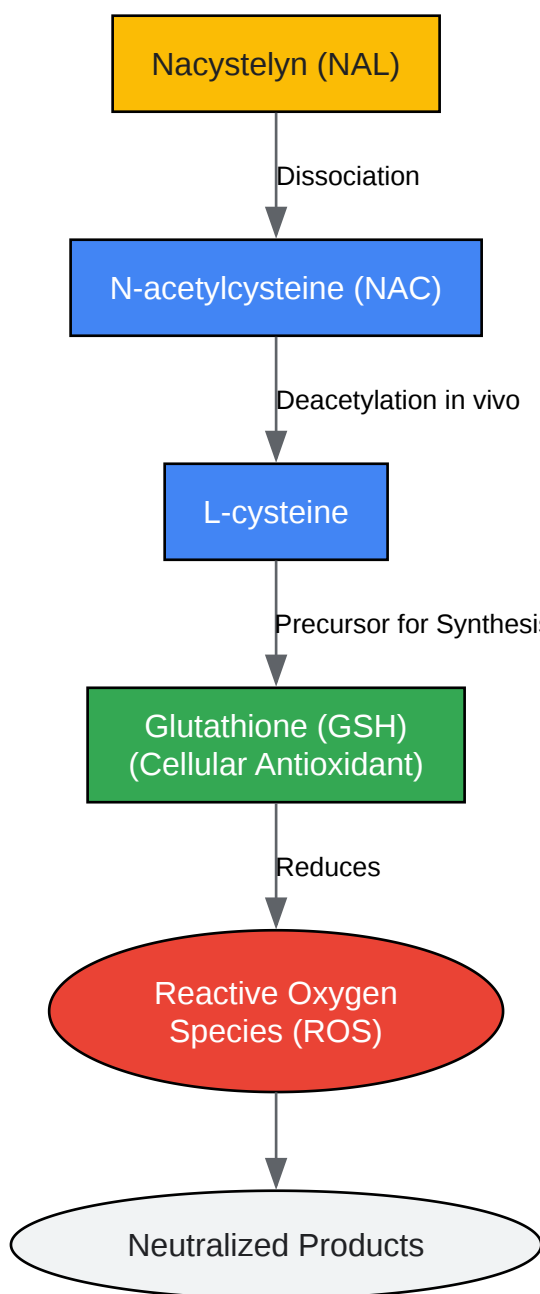 Nacystelyn (NAL)
Dissociation
N-acetylcysteine (NAC)
Deacetylation in vivo
L-cysteine
Precursor for Synthesis
Glutathione (GSH)
(Cellular Antioxidant)
Reduces
Reactive Oxygen
Species (ROS)
Neutralized Products